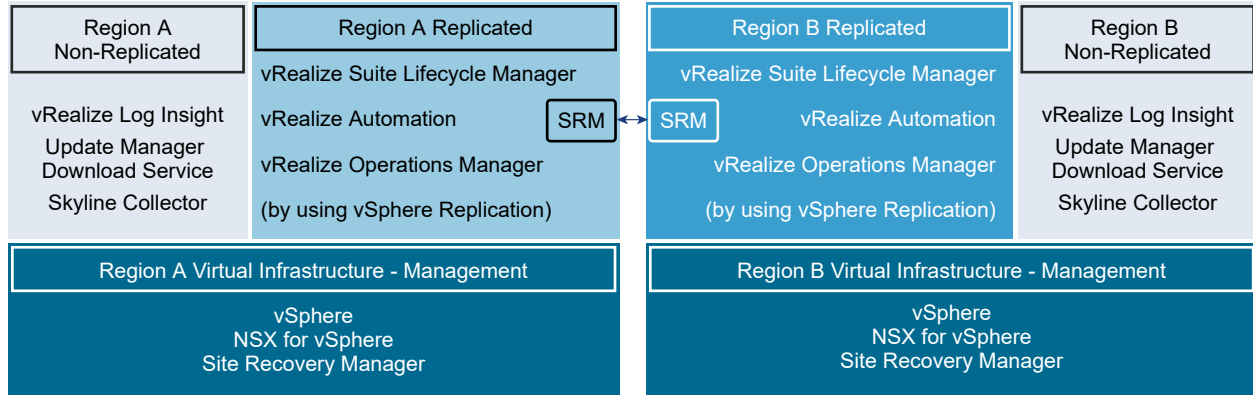 Region A
Non-Replicated
vRealize Log Insight
Update Manager
Download Service
Skyline Collector
Region A Replicated
vRealize Suite Lifecycle Manager
vRealize Automation
SRM
vRealize Operations Manager
(by using vSphere Replication)
Region B Replicated
vRealize Suite Lifecycle Manager
SRM
vRealize Automation
vRealize Operations Manager
(by using vSphere Replication)
Region B
Non-Replicated
vRealize Log Insight
Update Manager
Download Service
Skyline Collector
Region A Virtual Infrastructure - Management
vSphere
NSX for vSphere
Site Recovery Manager
Region B Virtual Infrastructure - Management
vSphere
NSX for vSphere
Site Recovery Manager